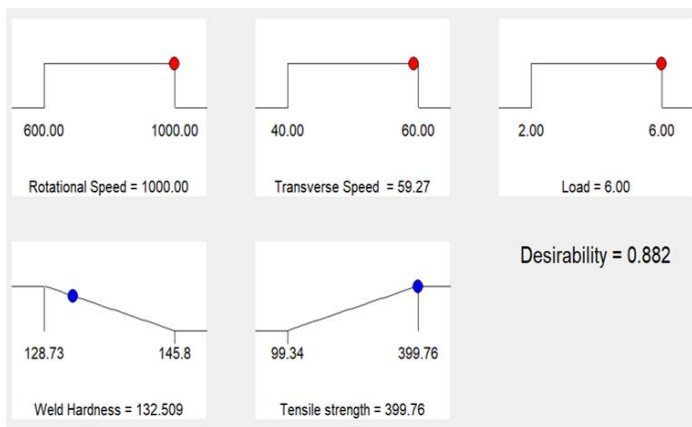 600.00 1000.00
Rotational Speed = 1000.00
40.00 60.00
Transverse Speed = 59.27
2.00 6.00
Load = 6.00
128.73 145.8
Weld Hardness = 132.509
99.34 399.76
Tensile strength = 399.76
Desirability = 0.882